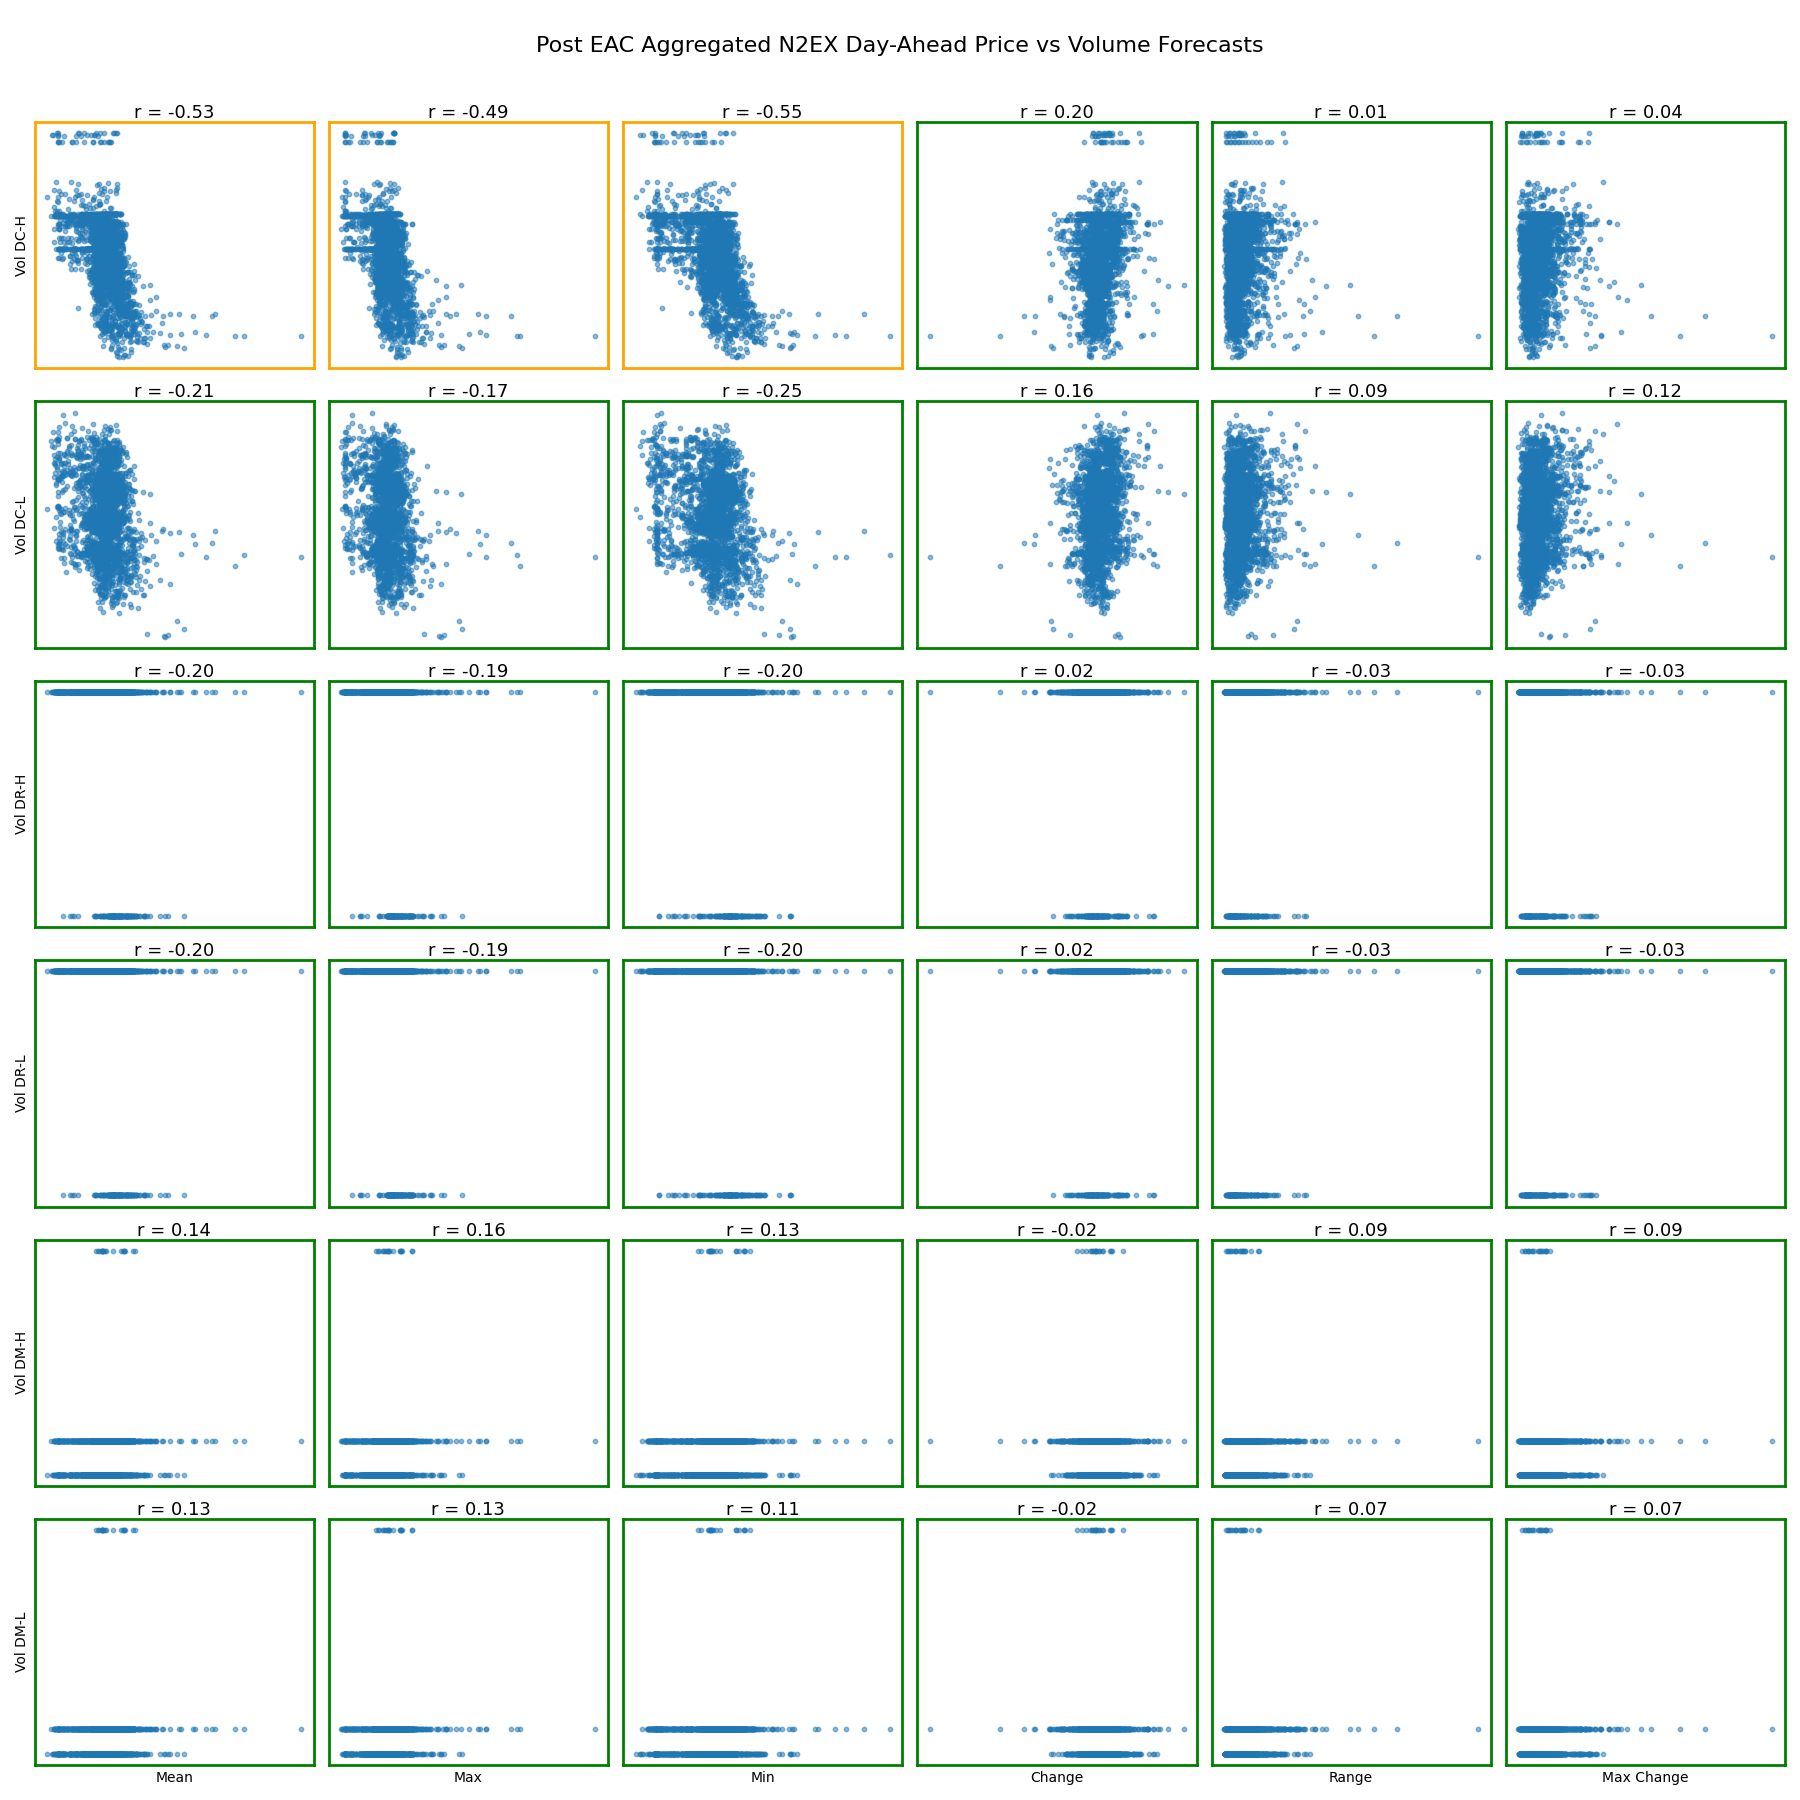 Post EAC Aggregated N2EX Day-Ahead Price vs Volume Forecasts
r = -0.53
r = -0.49
r = -0.55
r = 0.20
r = 0.01
r = 0.04
Vol DC-H
r = -0.21
r = -0.17
r = -0.25
r = 0.16
r = 0.09
r = 0.12
Vol DC-L
r = -0.20
r = -0.19
r = -0.20
r = 0.02
r = -0.03
r = -0.03
Vol DR-H
r = -0.20
r = -0.19
r = -0.20
r = 0.02
r = -0.03
r = -0.03
Vol DR-L
r = 0.14
r = 0.16
r = 0.13
r = -0.02
r = 0.09
r = 0.09
Vol DM-H
r = 0.13
r = 0.13
r = 0.11
r = -0.02
r = 0.07
r = 0.07
Vol DM-L
Mean
Max
Min
Change
Range
Max Change